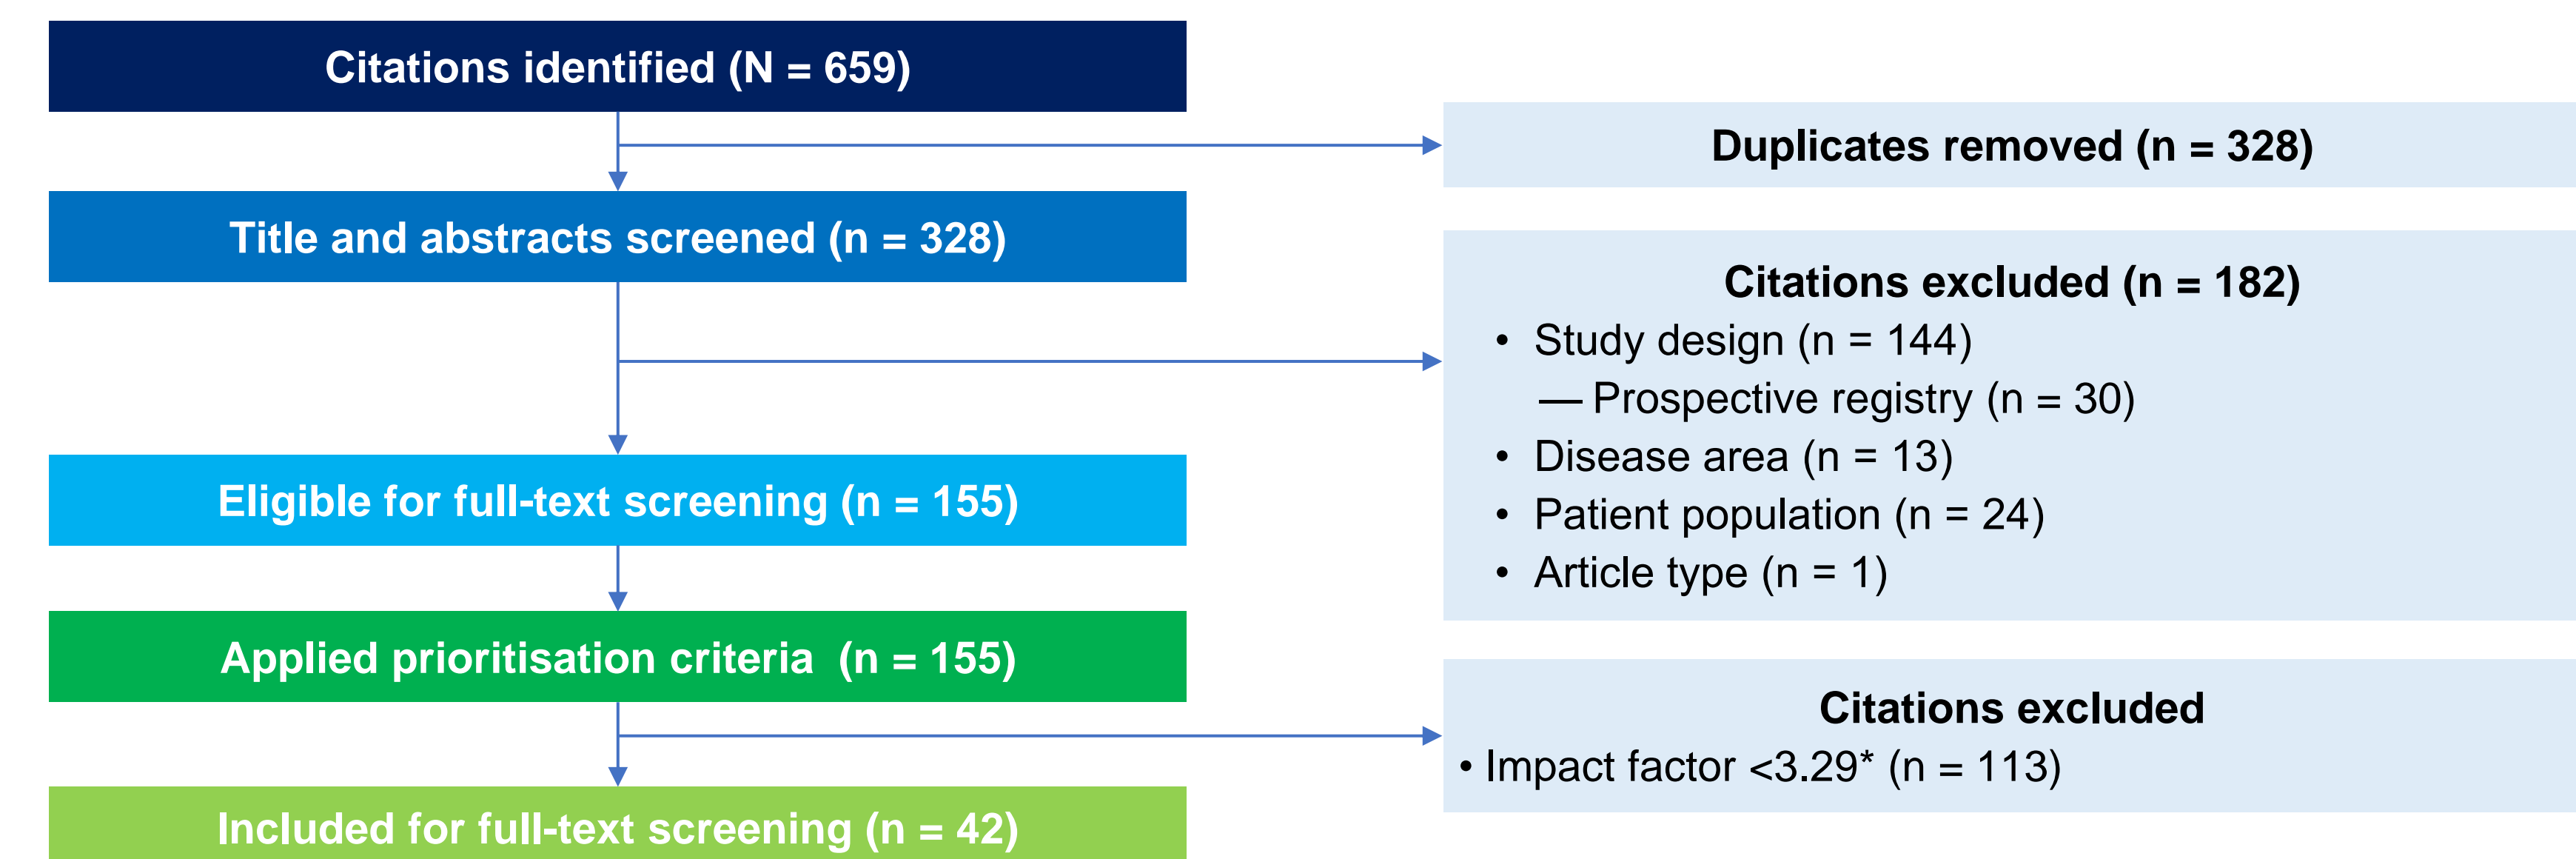 Citations identified (N = 659)
Duplicates removed (n = 328)
Title and abstracts screened (n = 328)
Citations excluded (n = 182)
• Study design (n = 144)
— Prospective registry (n = 30)
• Disease area (n = 13)
• Patient population (n = 24)
• Article type (n = 1)
Eligible for full-text screening (n = 155)
Applied prioritisation criteria (n = 155)
Citations excluded
• Impact factor <3.29* (n = 113)
Included for full-text screening (n = 42)